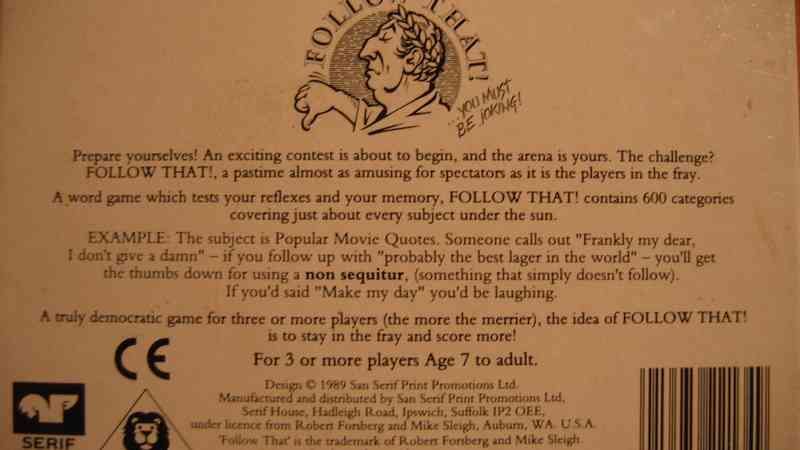 FOLLOW THAT!
...YOU MUST
BE JOKING!
Prepare yourselves! An exciting contest is about to begin, and the arena is yours. The challenge?
FOLLOW THAT!, a pastime almost as amusing for spectators as it is the players in the fray.
A word game which tests your reflexes and your memory, FOLLOW THAT! contains 600 categories
covering just about every subject under the sun.
EXAMPLE: The subject is Popular Movie Quotes. Someone calls out "Frankly my dear,
I don't give a damn" – if you follow up with "probably the best lager in the world" – you'll get
the thumbs down for using a non sequitur, (something that simply doesn't follow).
If you'd said "Make my day" you'd be laughing.
A truly democratic game for three or more players (the more the merrier), the idea of FOLLOW THAT!
is to stay in the fray and score more!
CE
For 3 or more players Age 7 to adult.
Design © 1989 San Serif Print Promotions Ltd.
Manufactured and distributed by San Serif Print Promotions Ltd,
Serif House, Hadleigh Road, Ipswich, Suffolk IP2 OEE,
under licence from Robert Forsberg and Mike Sleigh, Auburn, WA. U.S.A.
'Follow That' is the trademark of Robert Forsberg and Mike Sleigh
SERIF